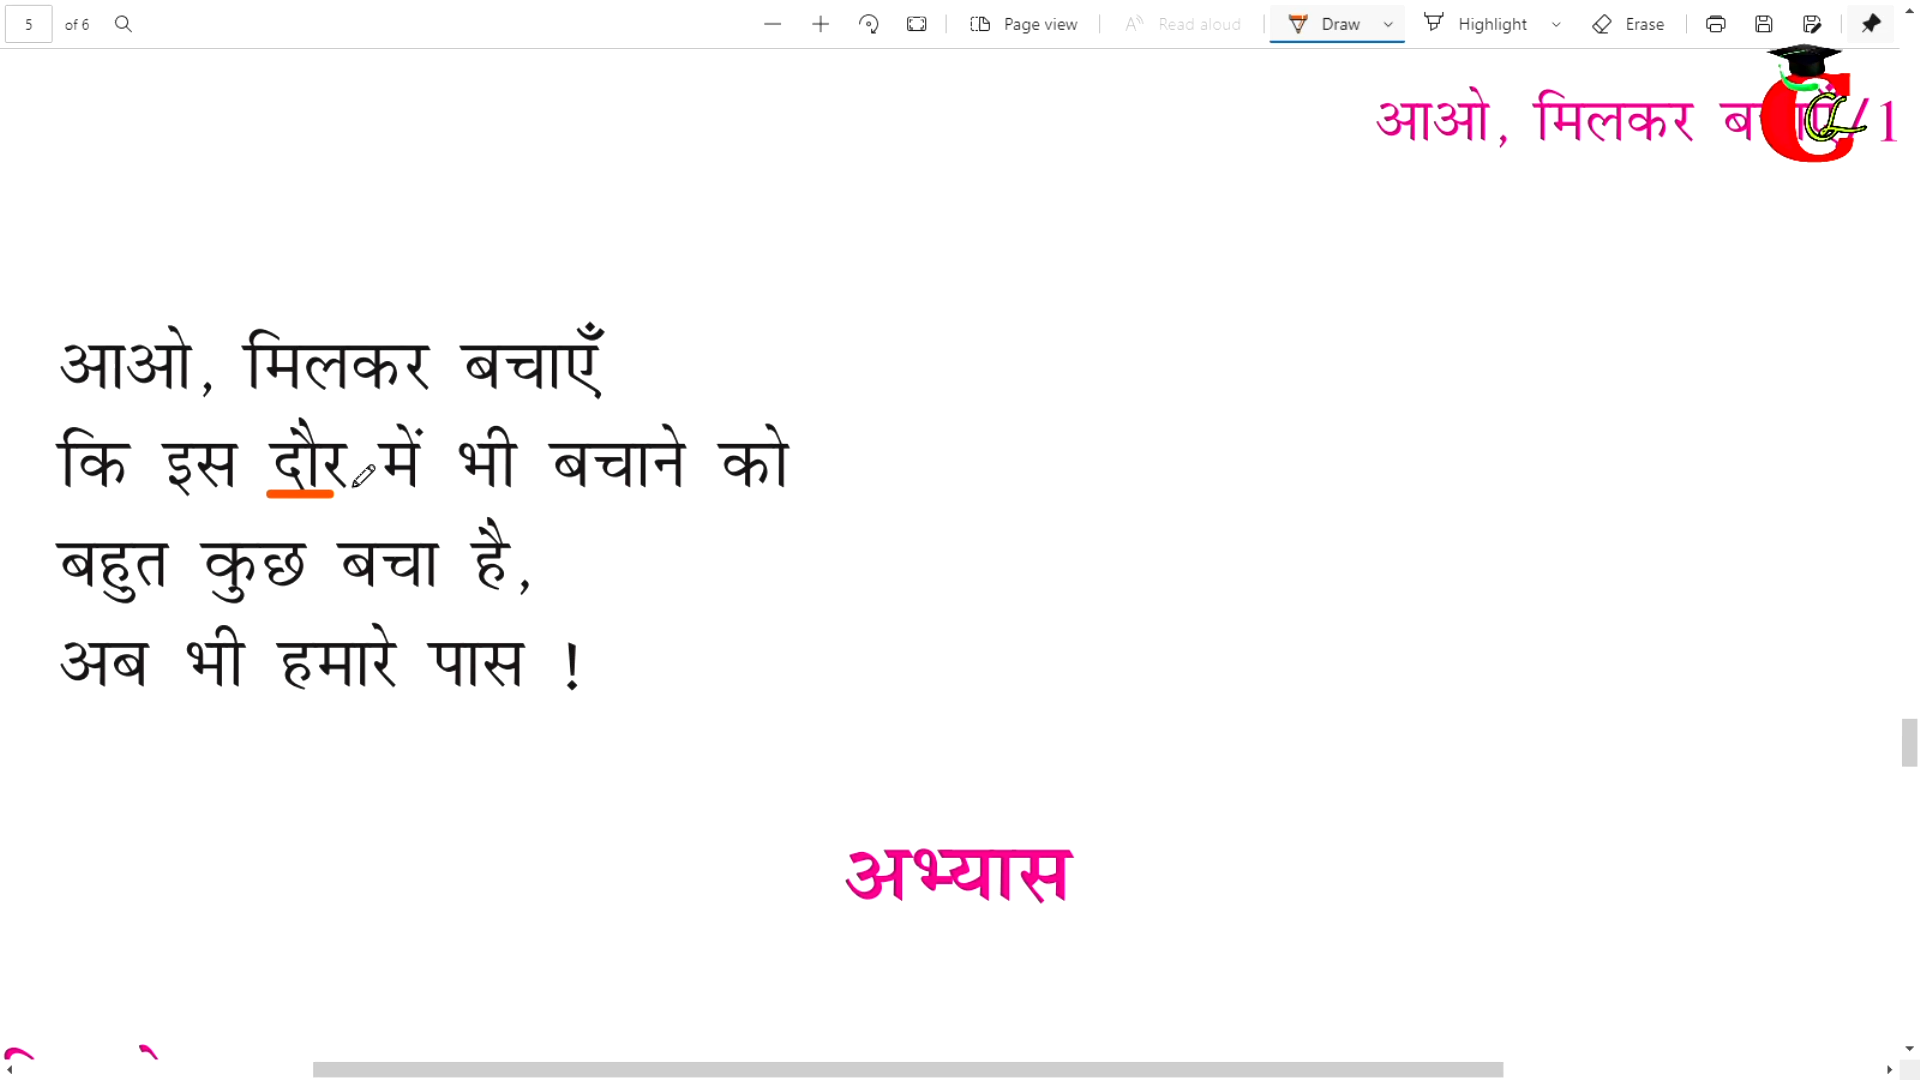 5 of 6 Page view Read aloud Draw Highlight Erase
आओ, मिलकर /1
आओ, मिलकर बचाएँ
कि इस दौर में भी बचाने को
बहुत कुछ बचा है,
अब भी हमारे पास !
अभ्यास